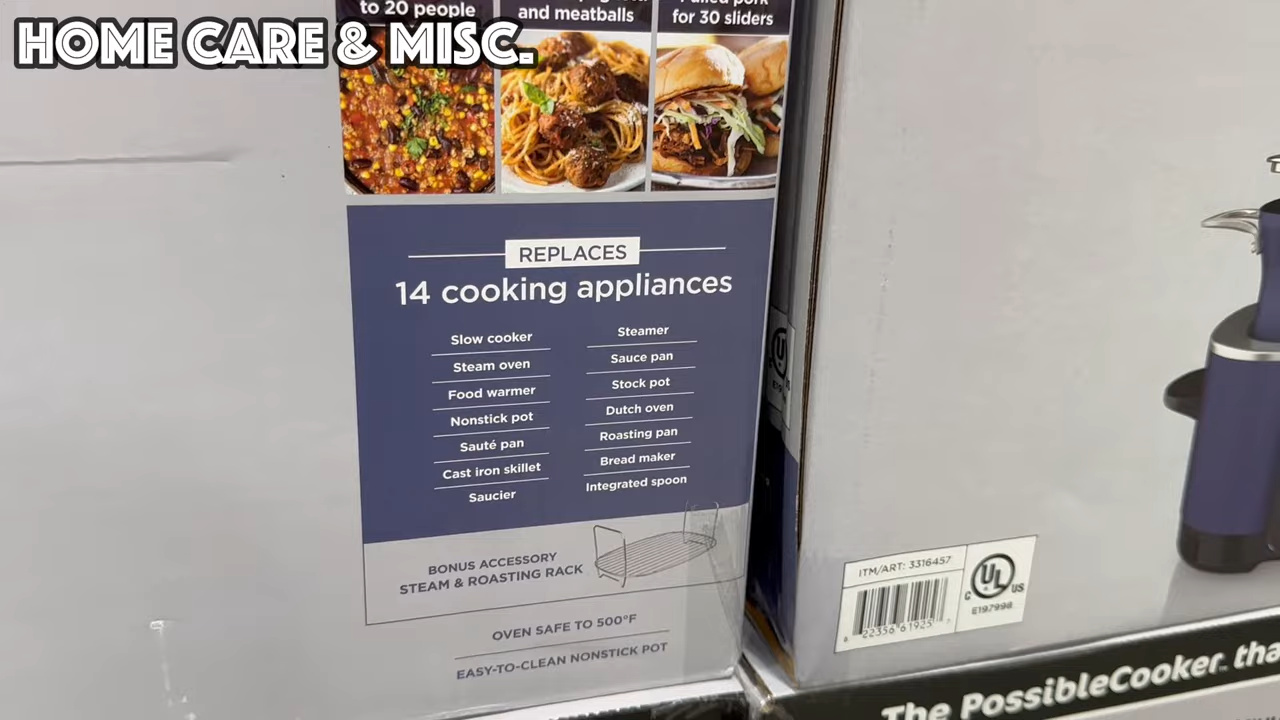 HOME CARE & MISC.
to 20 people
and meatballs
for 30 sliders
REPLACES
14 cooking appliances
Slow cooker
Steam oven
Food warmer
Nonstick pot
Sauté pan
Cast iron skillet
Saucier
Steamer
Sauce pan
Stock pot
Dutch oven
Roasting pan
Bread maker
Integrated spoon
BONUS ACCESSORY
STEAM & ROASTING RACK
OVEN SAFE TO 500°F
EASY-TO-CLEAN NONSTICK POT
ITM/ART: 3316457
C UL US
E197998
22356 61925
The PossibleCooker™ tha